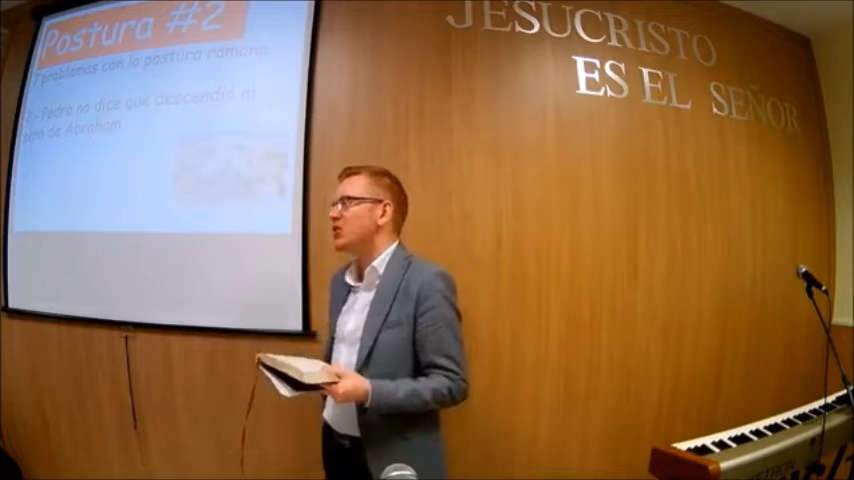 Postura #2
7 problemas con la postura romana
2.- Pedro no dice que descendió al
seno de Abraham.
JESUCRISTO
ES EL SEÑOR